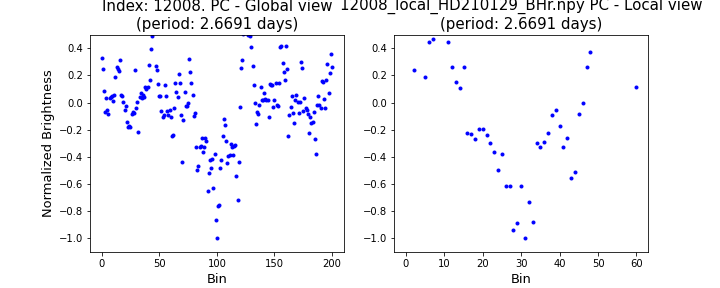 Index: 12008. PC - Global view
(period: 2.6691 days)
12008_local_HD210129_BHr.npy PC - Local view
(period: 2.6691 days)
Normalized Brightness
0.4
0.2
0.0
−0.2
−0.4
−0.6
−0.8
−1.0
0 50 100 150 200
Bin
0.4
0.2
0.0
−0.2
−0.4
−0.6
−0.8
−1.0
0 10 20 30 40 50 60
Bin